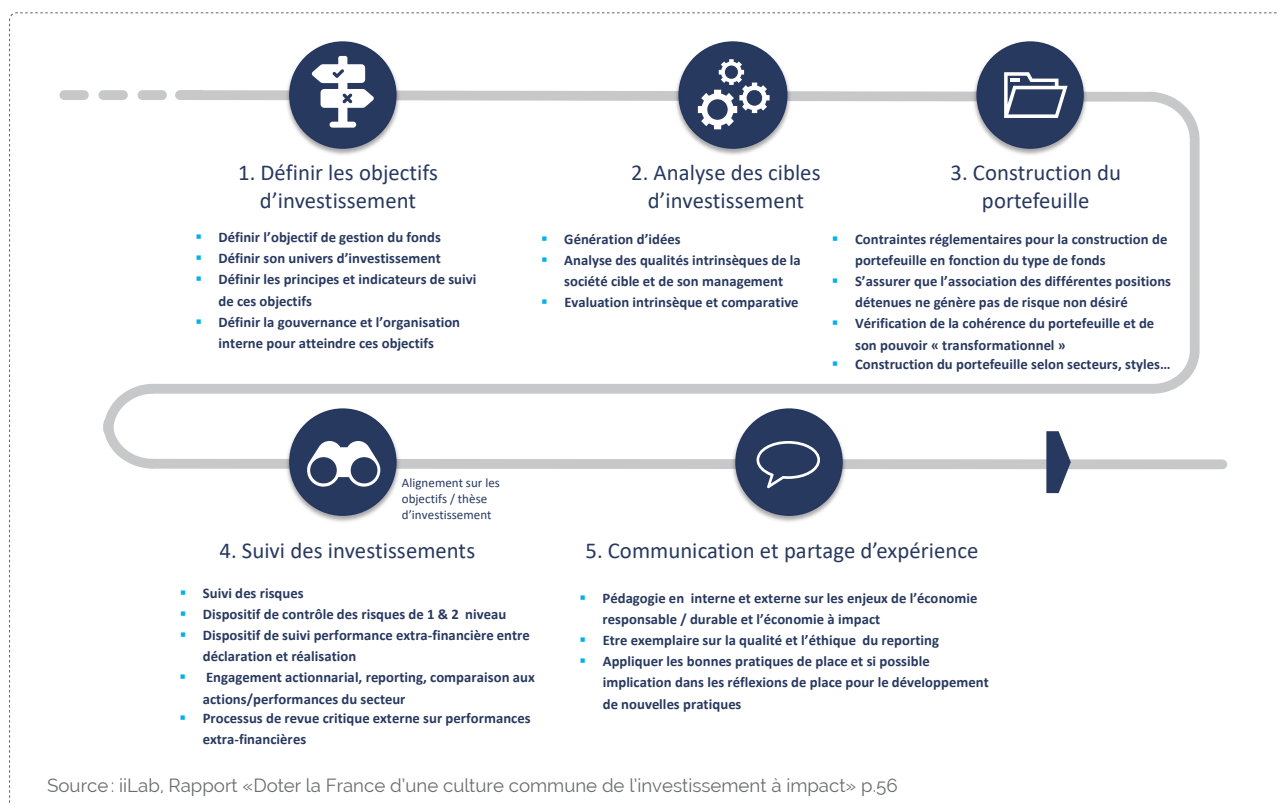 1. Définir les objectifs
d’investissement
▪ Définir l’objectif de gestion du fonds
▪ Définir son univers d’investissement
▪ Définir les principes et indicateurs de suivi
de ces objectifs
▪ Définir la gouvernance et l’organisation
interne pour atteindre ces objectifs
2. Analyse des cibles
d’investissement
▪ Génération d’idées
▪ Analyse des qualités intrinsèques de la
société cible et de son management
▪ Evaluation intrinsèque et comparative
3. Construction du
portefeuille
▪ Contraintes réglementaires pour la construction de
portefeuille en fonction du type de fonds
▪ S’assurer que l’association des différentes positions
détenues ne génère pas de risque non désiré
▪ Vérification de la cohérence du portefeuille et de
son pouvoir « transformationnel »
▪ Construction du portefeuille selon secteurs, styles…
Alignement sur les
objectifs / thèse
d’investissement
4. Suivi des investissements
▪ Suivi des risques
▪ Dispositif de contrôle des risques de 1 & 2 niveau
▪ Dispositif de suivi performance extra-financière entre
déclaration et réalisation
▪ Engagement actionnarial, reporting, comparaison aux
actions/performances du secteur
▪ Processus de revue critique externe sur performances
extra-financières
5. Communication et partage d’expérience
▪ Pédagogie en interne et externe sur les enjeux de l’économie
responsable / durable et l’économie à impact
▪ Etre exemplaire sur la qualité et l’éthique du reporting
▪ Appliquer les bonnes pratiques de place et si possible
implication dans les réflexions de place pour le développement
de nouvelles pratiques
Source : iiLab, Rapport «Doter la France d’une culture commune de l’investissement à impact» p.56